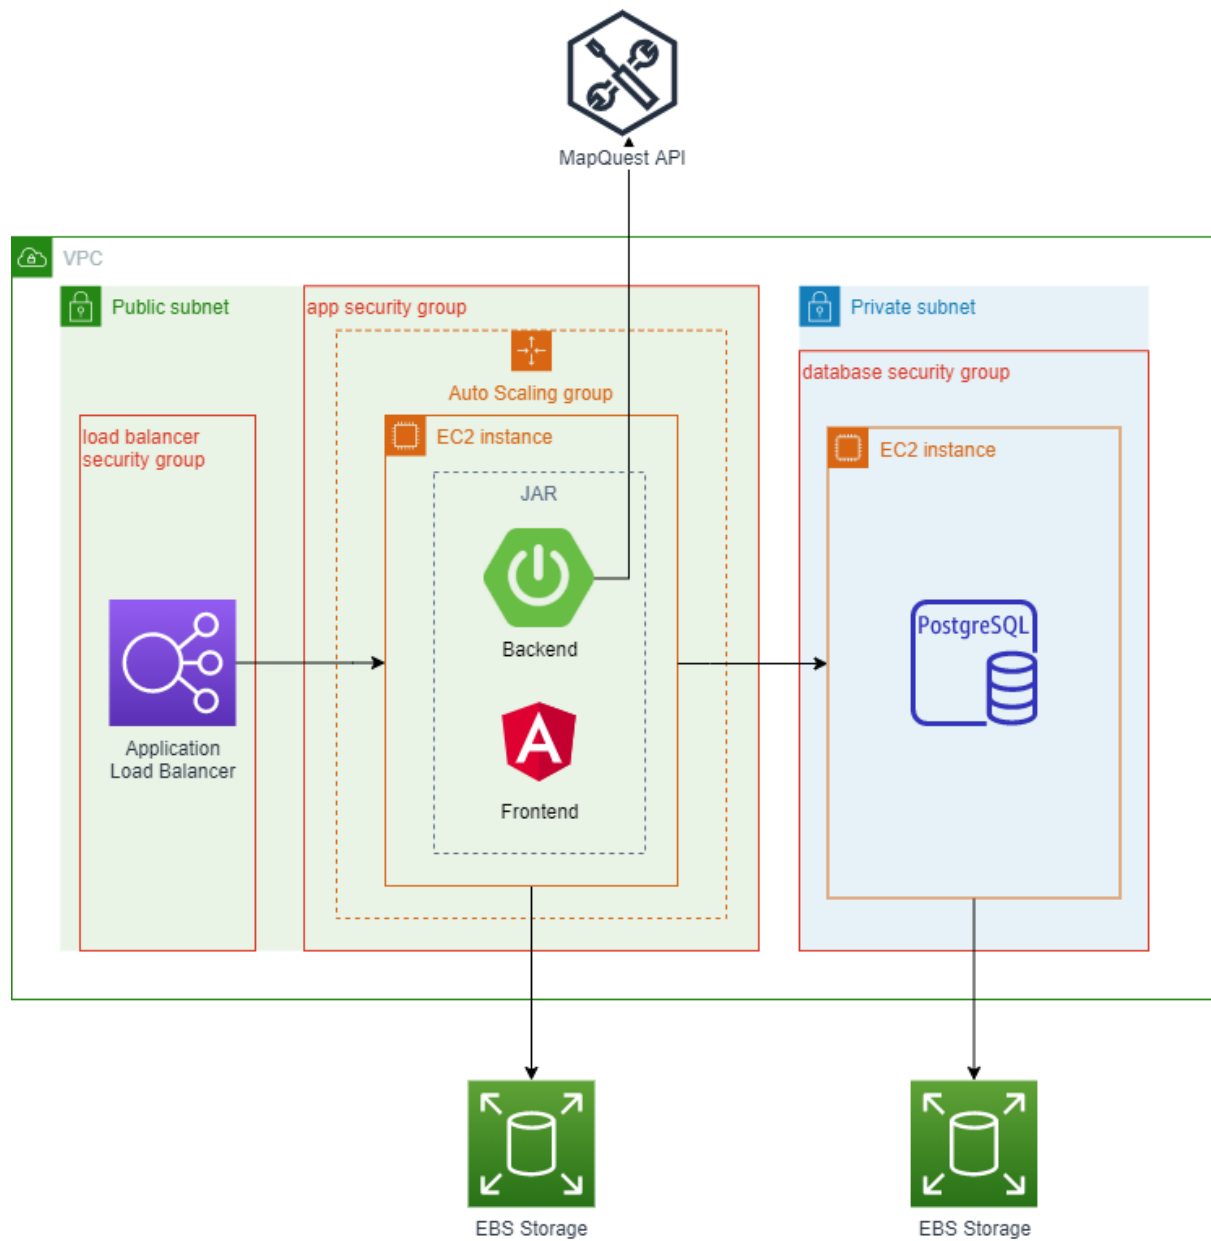 MapQuest API
VPC
Public subnet
app security group
Private subnet
Auto Scaling group
database security group
load balancer
security group
EC2 instance
EC2 instance
JAR
PostgreSQL
Backend
Application
Load Balancer
Frontend
EBS Storage
EBS Storage